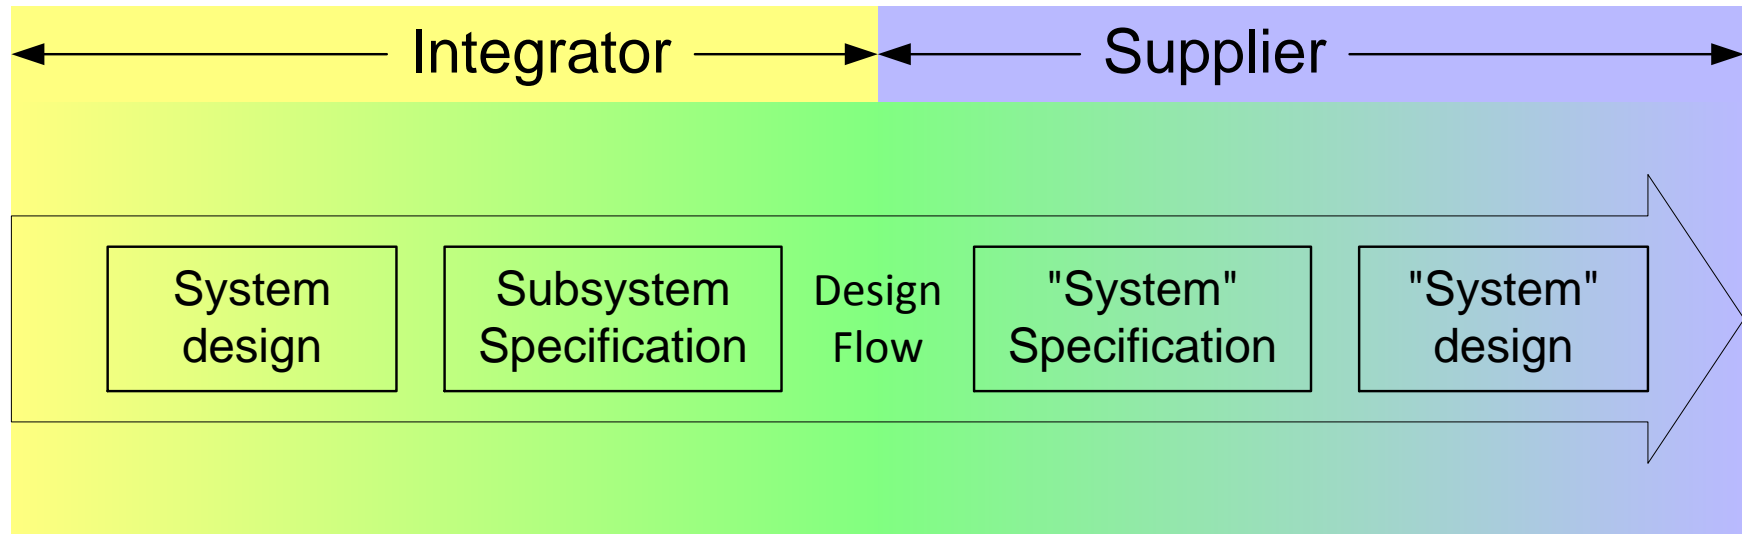 Integrator
Supplier
System
design
Subsystem
Specification
Design
Flow
"System"
Specification
"System"
design